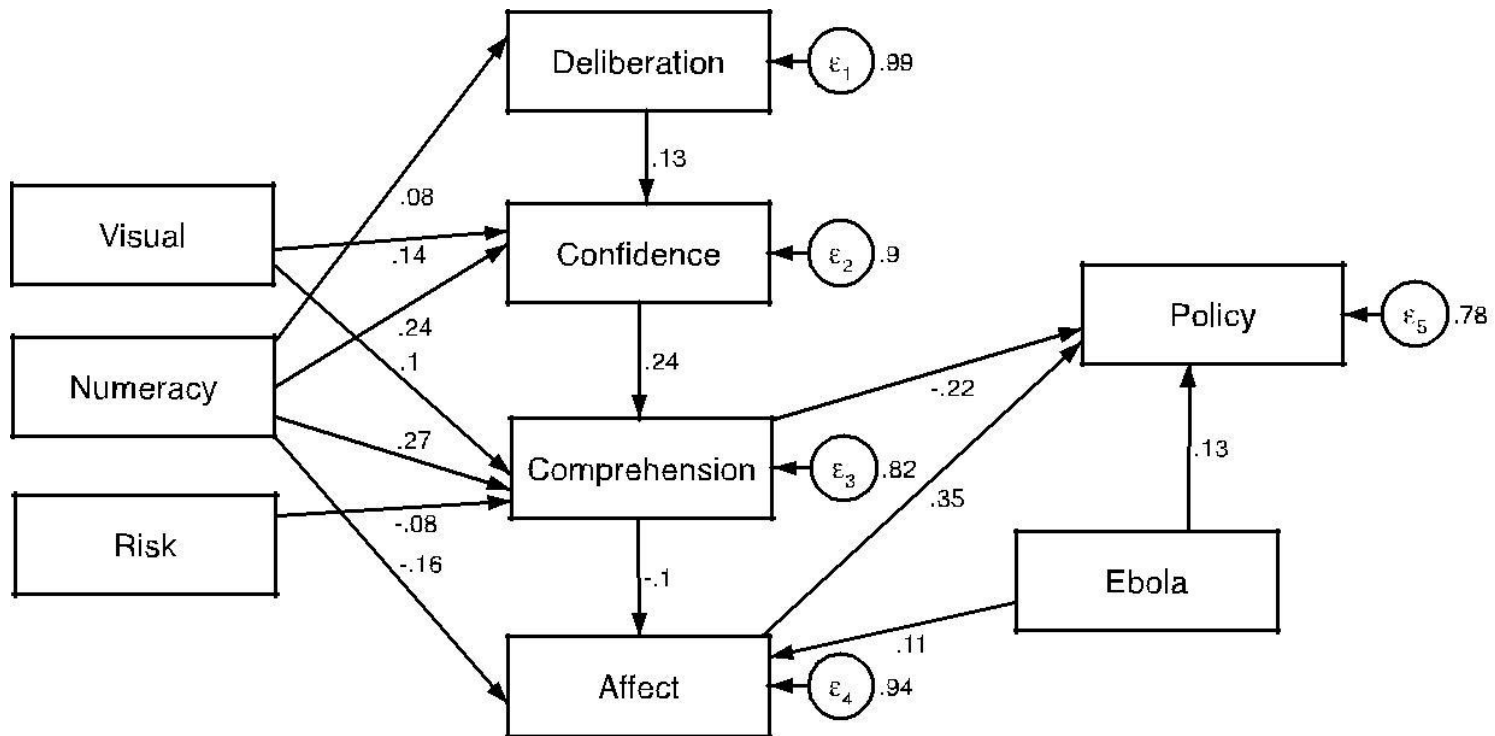 Deliberation
ε1 .99
.13
.08
Visual
.14
Confidence
ε2 .9
.24
.1
Policy
ε5 .78
Numeracy
.24
-.22
.27
Comprehension
ε3 .82
.35
.13
Risk
-.08
-.16
-.1
Ebola
.11
Affect
ε4 .94